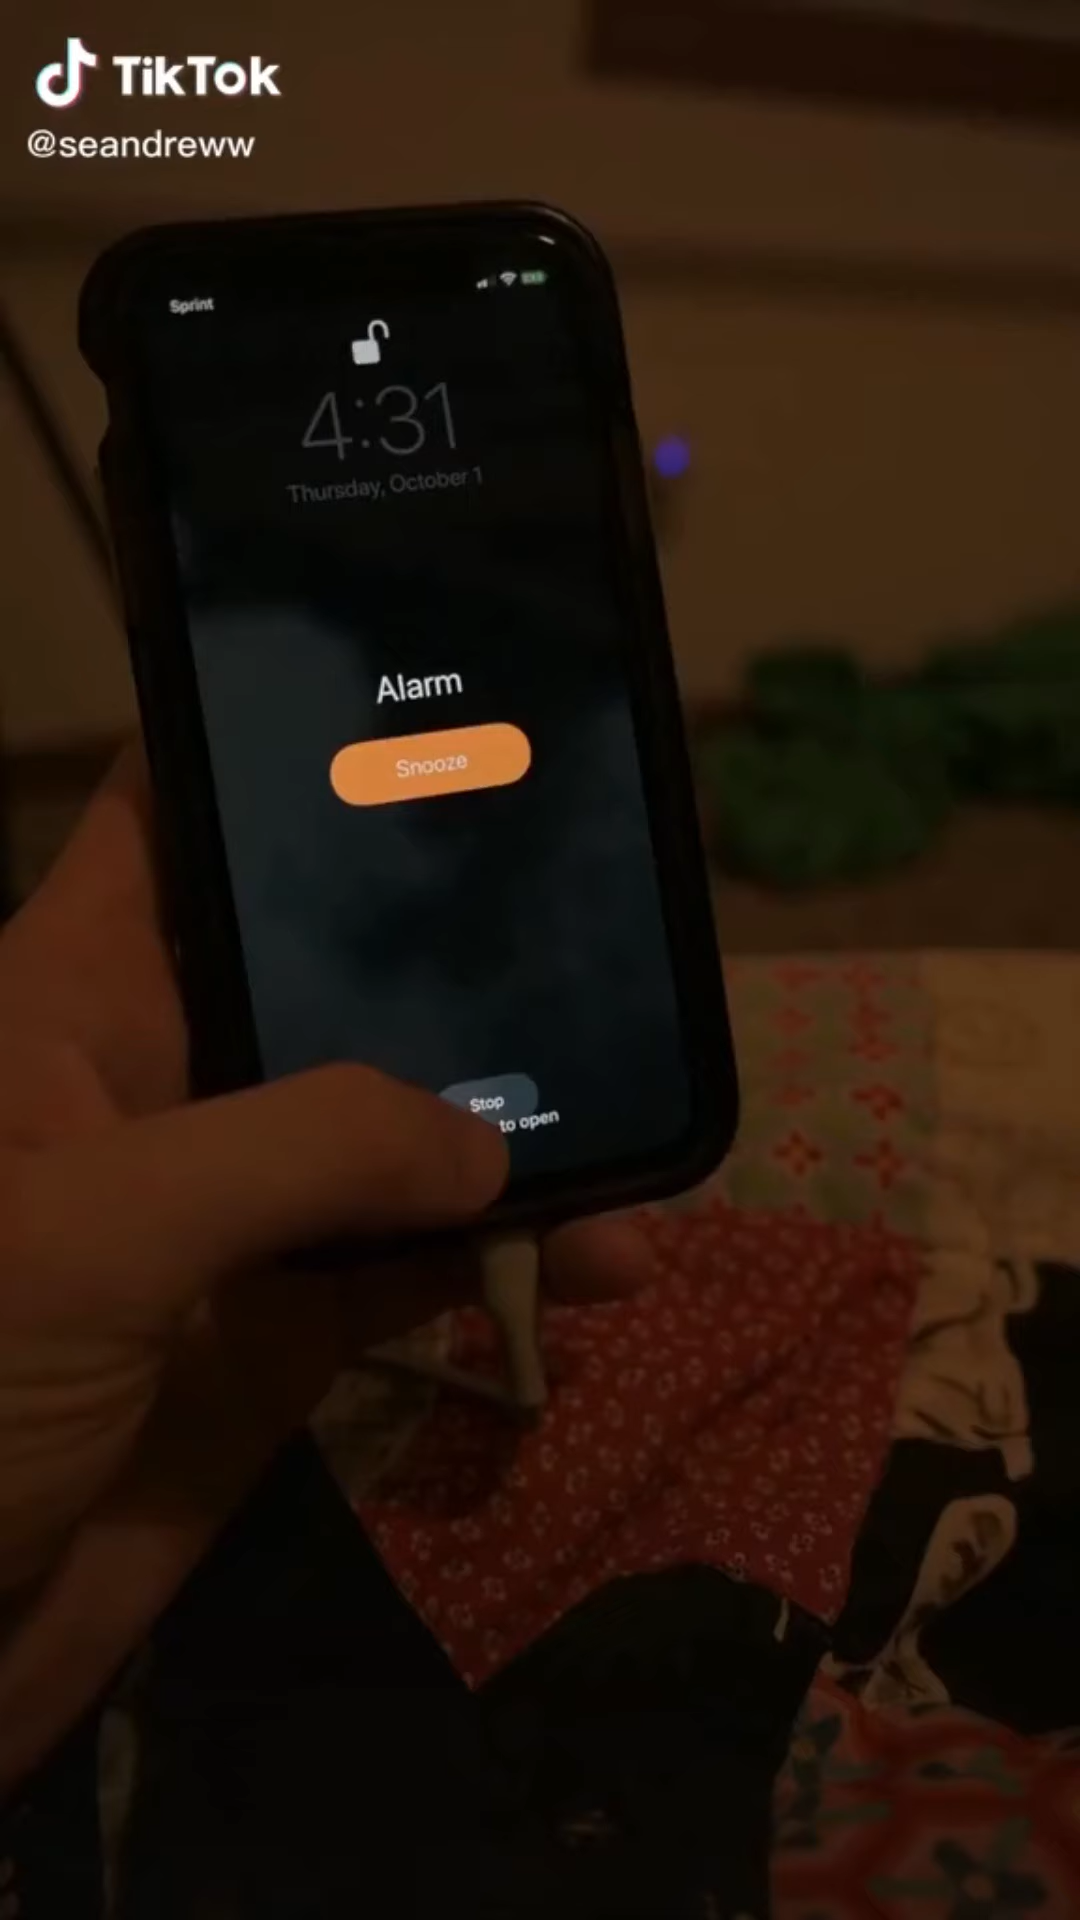 TikTok
@seandreww
Sprint
4:31
Thursday, October 1
Alarm
Snooze
Stop
to open